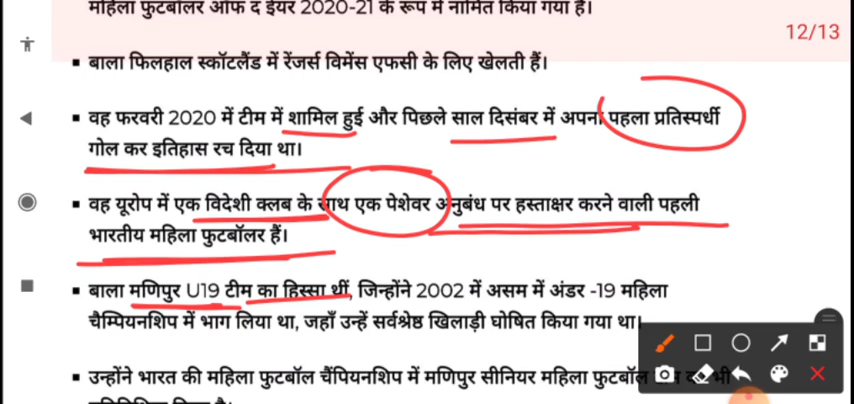 महिला फुटबॉलर ऑफ द ईयर 2020-21 के रूप में नामित किया गया है।
12/13
▪ बाला फिलहाल स्कॉटलैंड में रेंजर्स विमेंस एफसी के लिए खेलती हैं।
▪ वह फरवरी 2020 में टीम में शामिल हुई और पिछले साल दिसंबर में अपना पहला प्रतिस्पर्धी
गोल कर इतिहास रच दिया था।
▪ वह यूरोप में एक विदेशी क्लब के साथ एक पेशेवर अनुबंध पर हस्ताक्षर करने वाली पहली
भारतीय महिला फुटबॉलर हैं।
▪ बाला मणिपुर U19 टीम का हिस्सा थीं, जिन्होंने 2002 में असम में अंडर -19 महिला
चैम्पियनशिप में भाग लिया था, जहाँ उन्हें सर्वश्रेष्ठ खिलाड़ी घोषित किया गया था।
▪ उन्होंने भारत की महिला फुटबॉल चैंपियनशिप में मणिपुर सीनियर महिला फुटबॉल भी